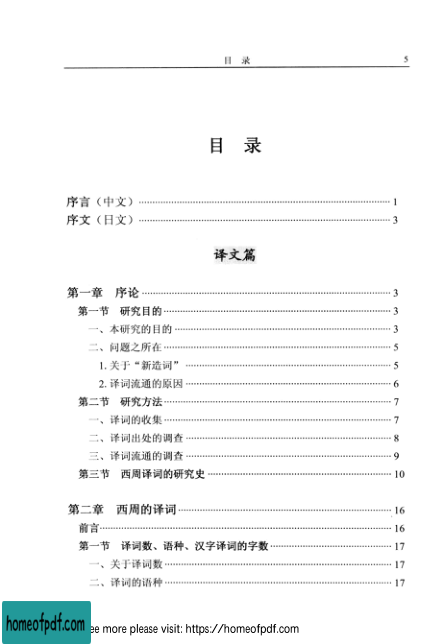 目 录 5
目 录
序言（中文） 1
序文（日文） 3
译文篇
第一章 序论 3
第一节 研究目的 3
一、本研究的目的 3
二、问题之所在 5
1. 关于“新造词” 5
2. 译词流通的原因 6
第二节 研究方法 7
一、译词的收集 7
二、译词出处的调查 8
三、译词流通的调查 9
第三节 西周译词的研究史 10
第二章 西周的译词 16
前言 16
第一节 译词数、语种、汉字译词的字数 17
一、关于译词数 17
二、译词的语种 17
homeofpdf.com
ee more please visit: https://homeofpdf.com